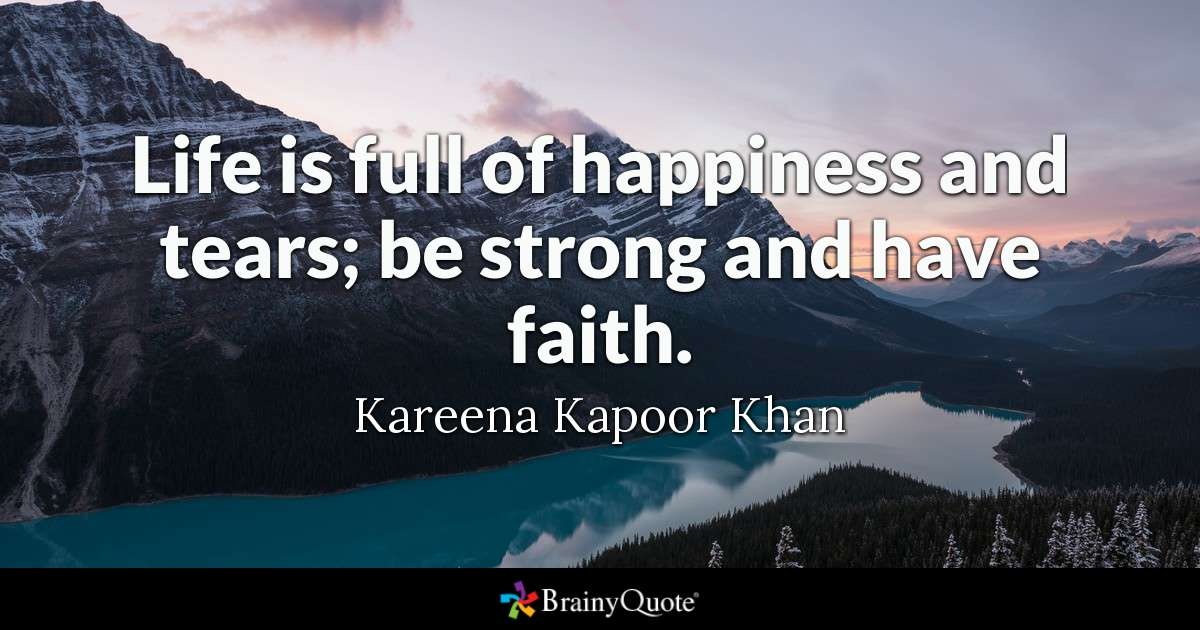 Life is full of happiness and
tears; be strong and have
faith.
Kareena Kapoor Khan
BrainyQuote®